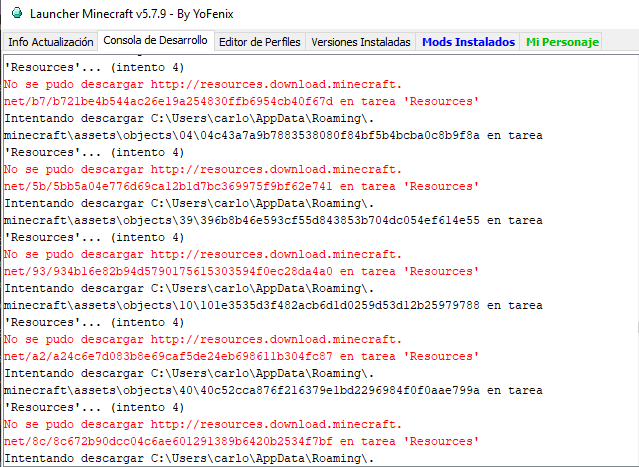 Launcher Minecraft v5.7.9 - By YoFenix
Info Actualización Consola de Desarrollo Editor de Perfiles Versiones Instaladas Mods Instalados Mi Personaje
'Resources'... (intento 4)
No se pudo descargar http://resources.download.minecraft.
net/b7/b721be4b544ac26e19a254830ffb6954cb40f67d en tarea 'Resources'
Intentando descargar C:\Users\carlo\AppData\Roaming\.
minecraft\assets\objects\04\04c43a7a9b7883538080f84bf5b4bcba0c8b9f8a en tarea
'Resources'... (intento 4)
No se pudo descargar http://resources.download.minecraft.
net/5b/5bb5a04e776d69ca12b1d7bc369975f9bf62e741 en tarea 'Resources'
Intentando descargar C:\Users\carlo\AppData\Roaming\.
minecraft\assets\objects\39\396b8b46e593cf55d843853b704dc054ef614e55 en tarea
'Resources'... (intento 4)
No se pudo descargar http://resources.download.minecraft.
net/93/934b16e82b94d5790175615303594f0ec28da4a0 en tarea 'Resources'
Intentando descargar C:\Users\carlo\AppData\Roaming\.
minecraft\assets\objects\10\101e3535d3f482acb6d1d0259d53d12b25979788 en tarea
'Resources'... (intento 4)
No se pudo descargar http://resources.download.minecraft.
net/a2/a24c6e7d083b8e69caf5de24eb698611b304fc87 en tarea 'Resources'
Intentando descargar C:\Users\carlo\AppData\Roaming\.
minecraft\assets\objects\40\40c52cca876f216379e1bd2296984f0f0aae799a en tarea
'Resources'... (intento 4)
No se pudo descargar http://resources.download.minecraft.
net/8c/8c672b90dcc04c6ae601291389b6420b2534f7bf en tarea 'Resources'
Intentando descargar C:\Users\carlo\AppData\Roaming\.